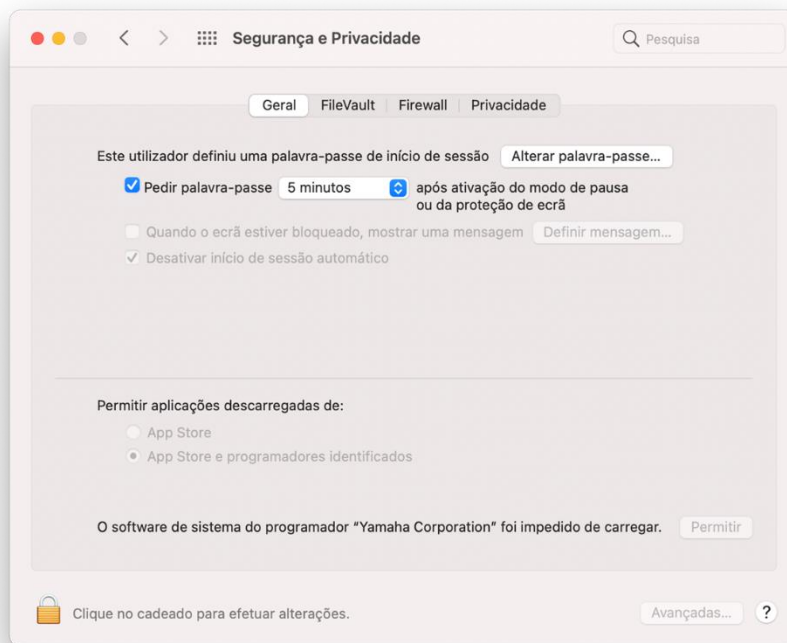 Segurança e Privacidade
Pesquisa
Geral FileVault Firewall Privacidade
Este utilizador definiu uma palavra-passe de início de sessão Alterar palavra-passe...
Pedir palavra-passe 5 minutos após ativação do modo de pausa
ou da proteção de ecrã
Quando o ecrã estiver bloqueado, mostrar uma mensagem Definir mensagem...
Desativar início de sessão automático
Permitir aplicações descarregadas de:
App Store
App Store e programadores identificados
O software de sistema do programador “Yamaha Corporation” foi impedido de carregar. Permitir
Clique no cadeado para efetuar alterações. Avançadas... ?